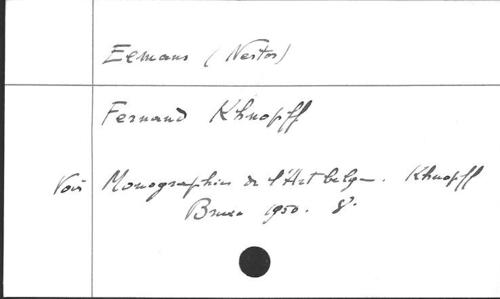 Eemans (Nestor)
Fernand Khnopff
Voir Monographies de l'Art belge. Khnopff
Brux. 1950. 8°.